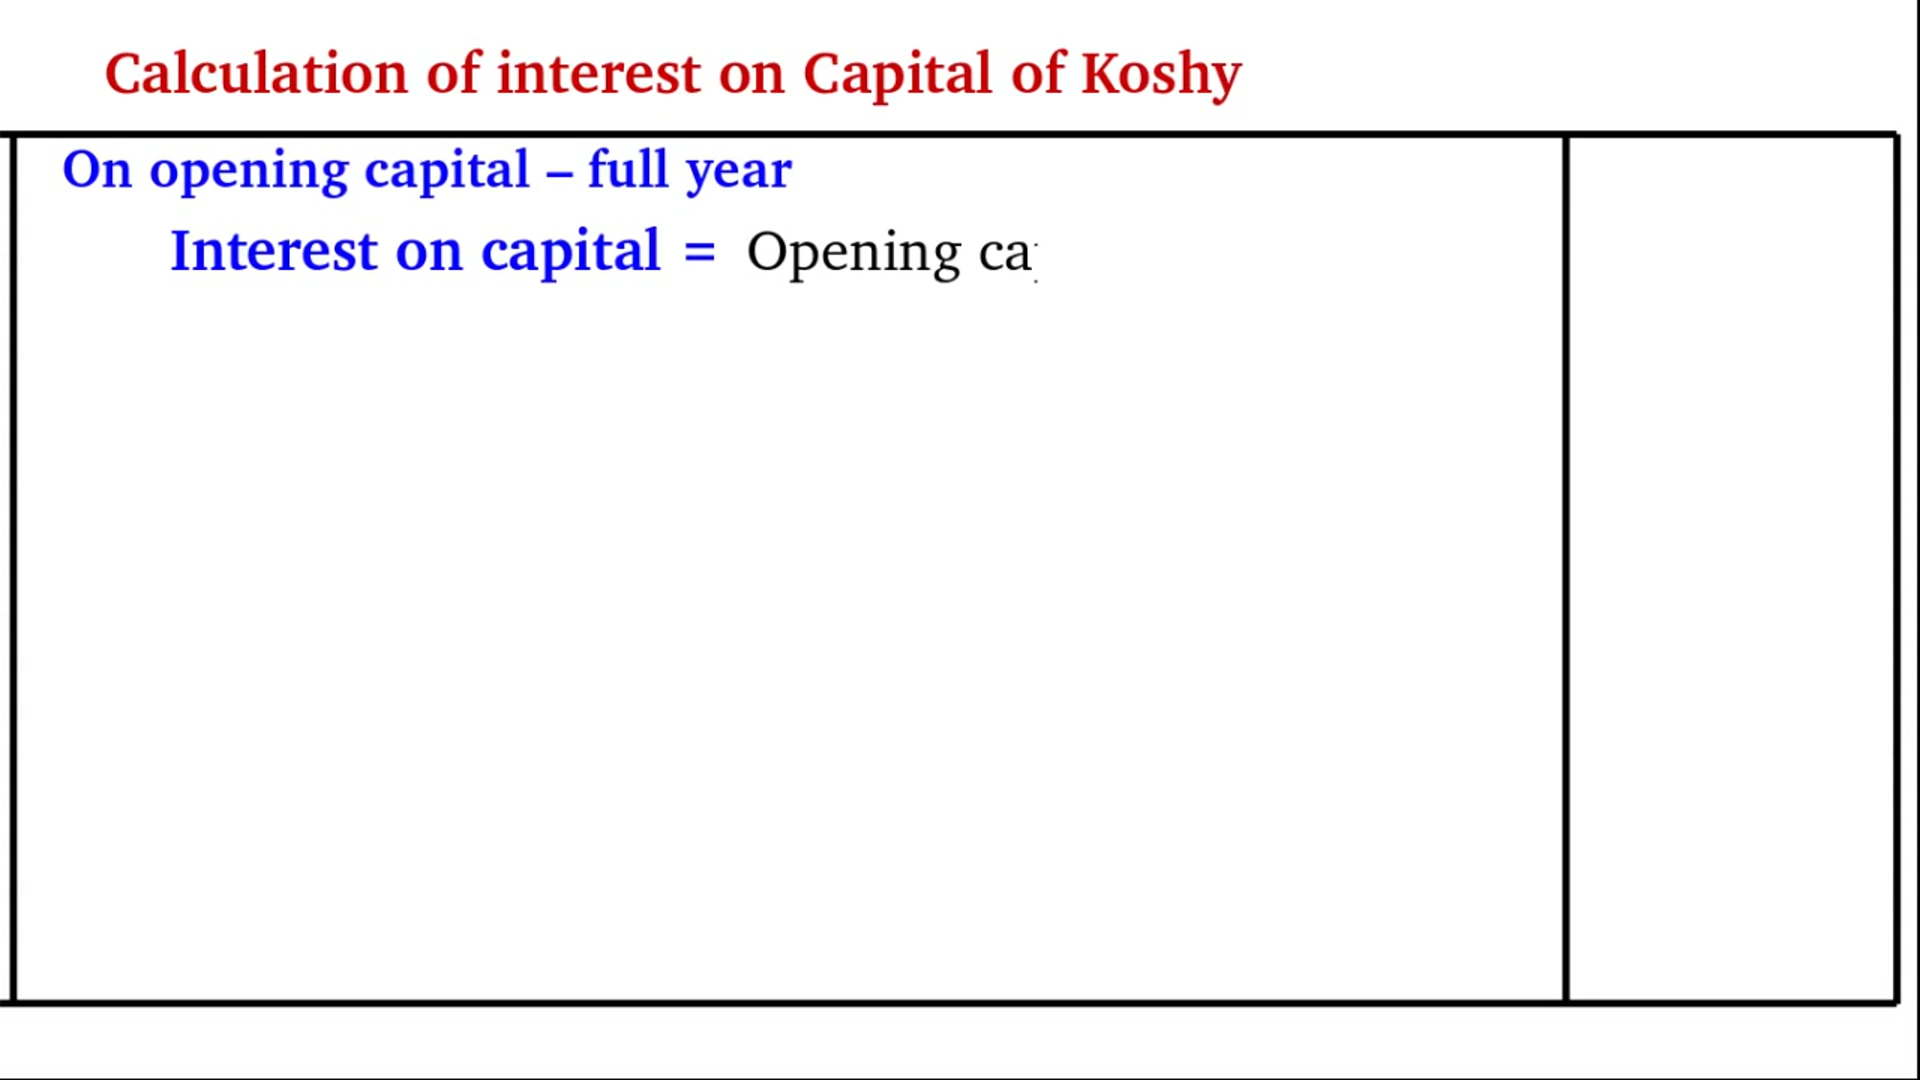 Calculation of interest on Capital of Koshy
On opening capital – full year
Interest on capital = Opening ca